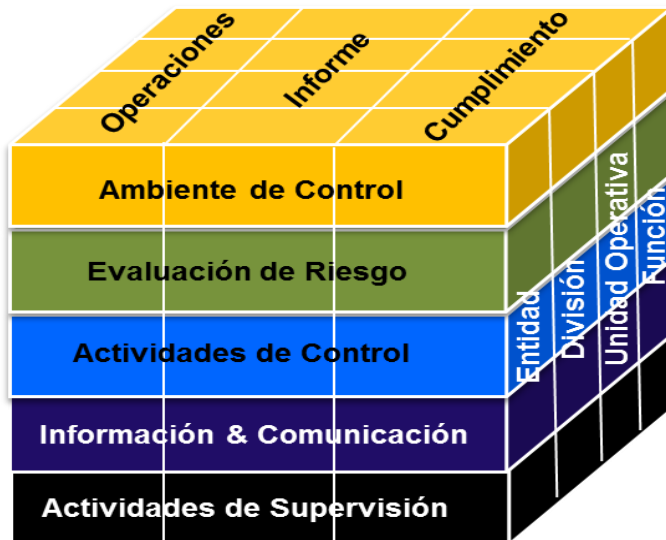 Operaciones
Informe
Cumplimiento
Ambiente de Control
Evaluación de Riesgo
Actividades de Control
Información & Comunicación
Actividades de Supervisión
Entidad
División
Unidad Operativa
Función